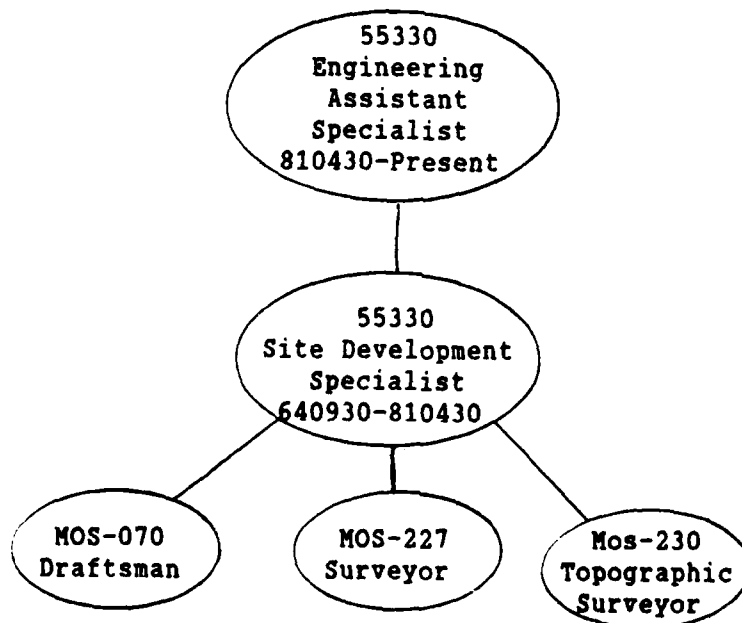 55330
Engineering
Assistant
Specialist
810430-Present
55330
Site Development
Specialist
640930-810430
MOS-070
Draftsman
MOS-227
Surveyor
Mos-230
Topographic
Surveyor